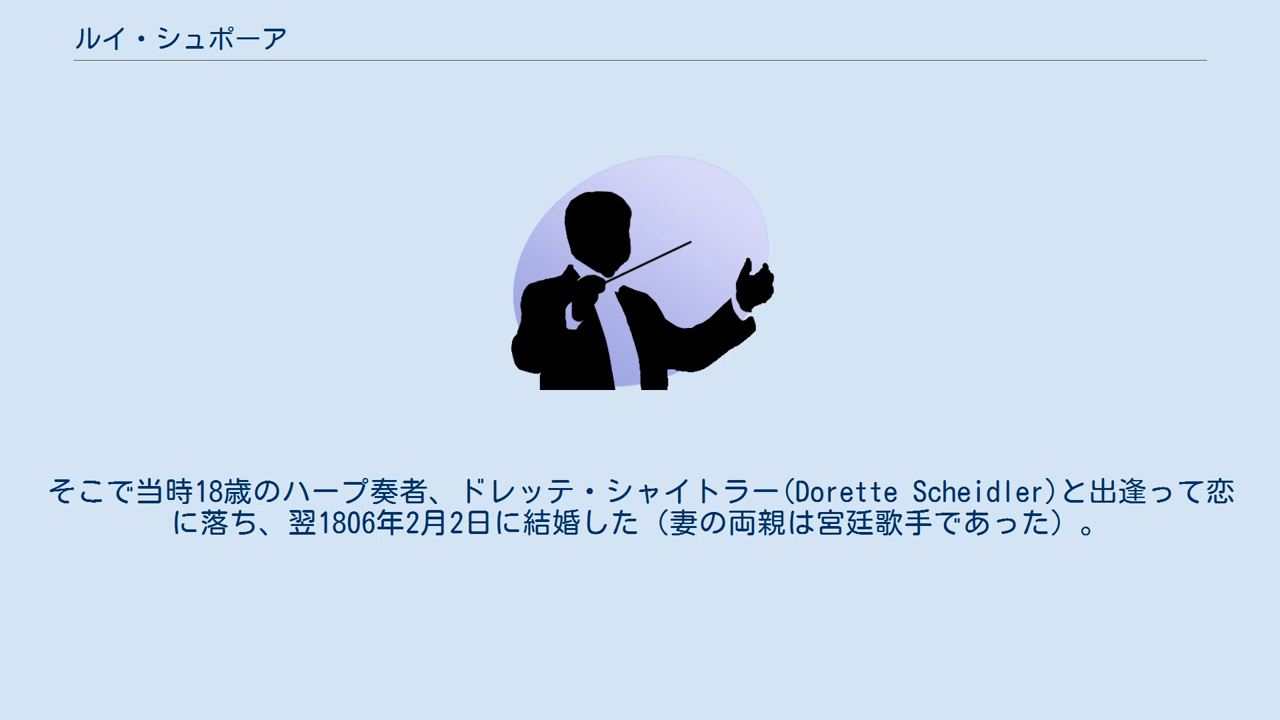 ルイ・シュポーア
そこで当時18歳のハープ奏者、ドレッテ・シャイトラー(Dorette Scheidler)と出逢って恋
に落ち、翌1806年2月2日に結婚した（妻の両親は宮廷歌手であった）。